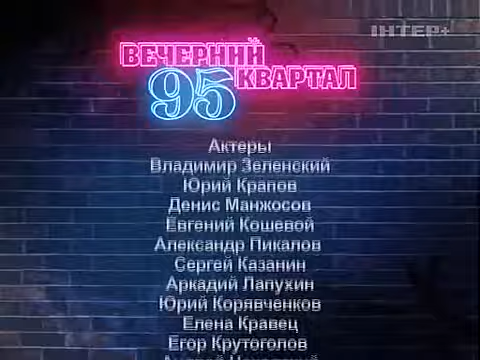 ІНТЕР+
ВЕЧЕРНИЙ
95 КВАРТАЛ
Актеры
Владимир Зеленский
Юрий Крапов
Денис Манжосов
Евгений Кошевой
Александр Пикалов
Сергей Казанин
Аркадий Лапухин
Юрий Корявченков
Елена Кравец
Егор Крутоголов